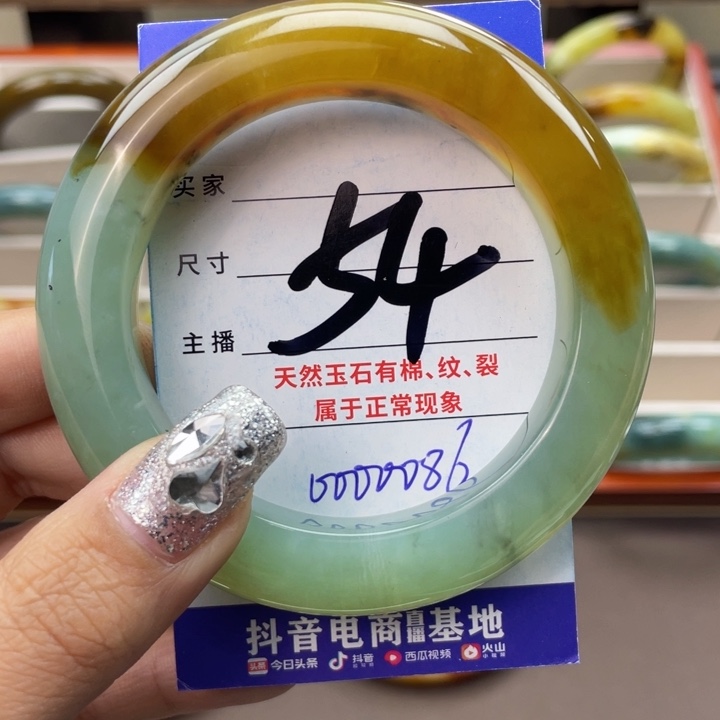 买家
尺寸 54
主播
天然玉石有棉、纹、裂
属于正常现象
抖音电商直播基地
头条 今日头条 抖音 西瓜视频 火山